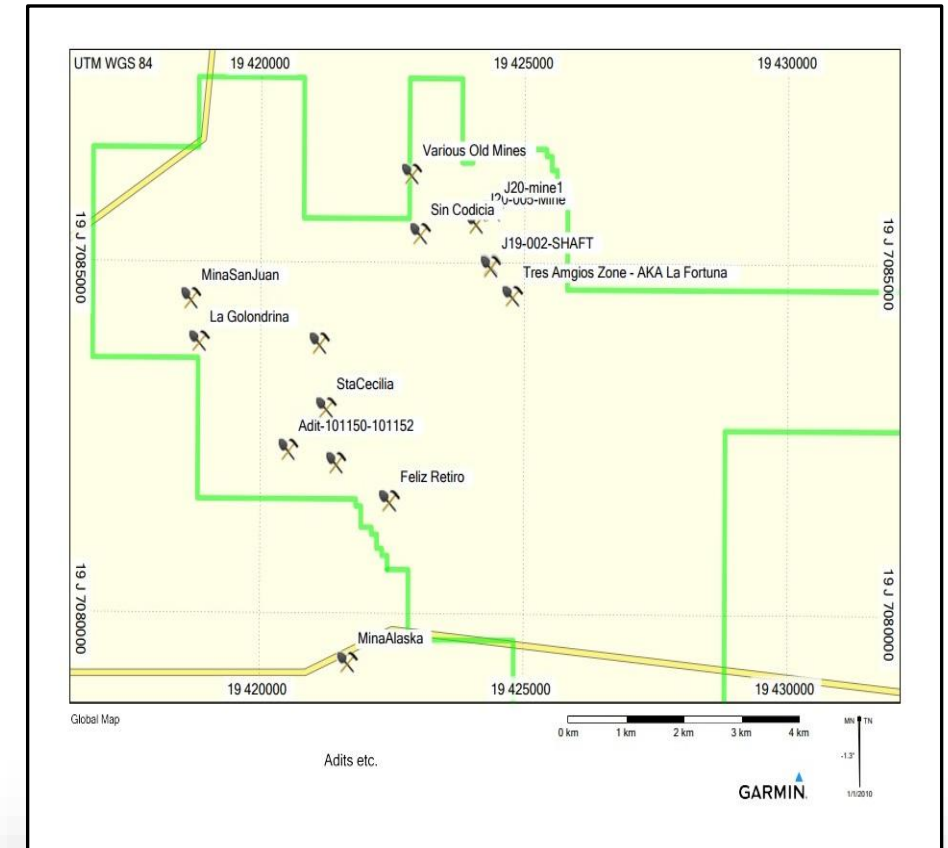 UTM WGS 84
19 420000
19 425000
19 430000
Various Old Mines
J20-mine1
J20-005-Mine
Sin Codicia
19 J 7085000
19 J 7085000
J19-002-SHAFT
Tres Amgios Zone - AKA La Fortuna
MinaSanJuan
La Golondrina
StaCecilia
Adit-101150-101152
Feliz Retiro
19 J 7080000
19 J 7080000
MinaAlaska
19 420000
19 425000
19 430000
Global Map
0 km
1 km
2 km
3 km
4 km
MN
TN
-1.3°
Adits etc.
GARMIN.
1/1/2010